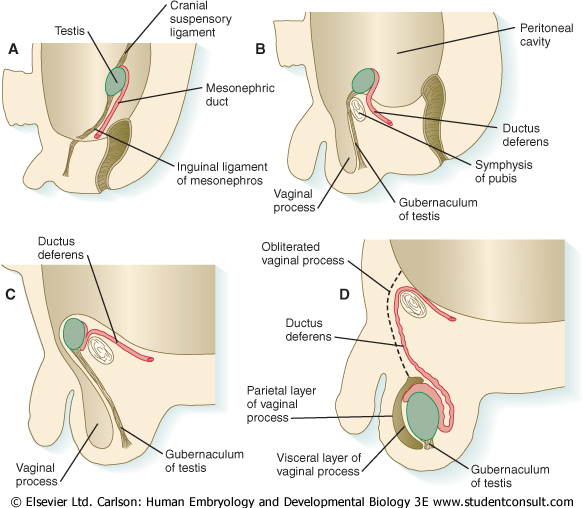 Cranial
suspensory
ligament
Testis
A
Mesonephric
duct
Inguinal ligament
of mesonephros
B
Peritoneal
cavity
Ductus
deferens
Symphysis
of pubis
Vaginal
process
Gubernaculum
of testis
Ductus
deferens
C
Vaginal
process
Gubernaculum
of testis
Obliterated
vaginal process
D
Ductus
deferens
Parietal layer
of vaginal
process
Visceral layer of
vaginal process
Gubernaculum
of testis
© Elsevier Ltd. Carlson: Human Embryology and Developmental Biology 3E www.studentconsult.com